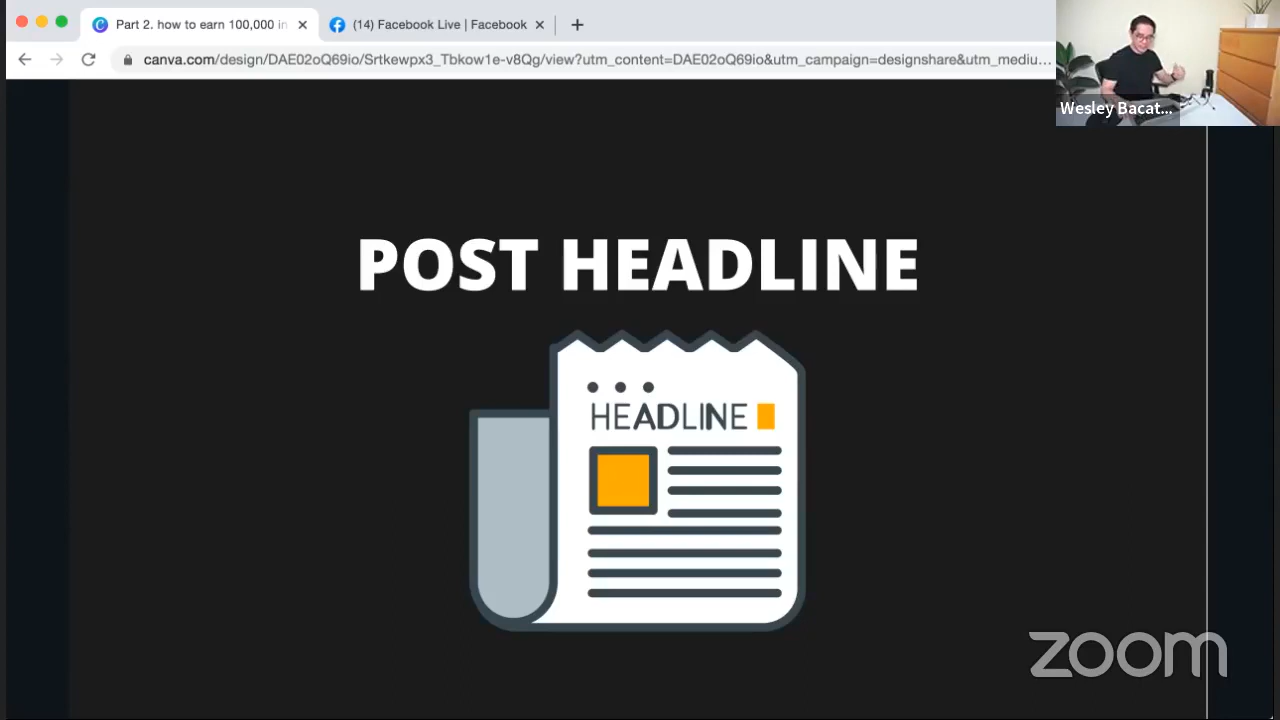 Part 2. how to earn 100,000 in
(14) Facebook Live | Facebook
canva.com/design/DAE02oQ69io/Srtkewpx3_Tbkow1e-v8Qg/view?utm_content=DAE02oQ69io&utm_campaign=designshare&utm_mediu...
Wesley Bacat...
POST HEADLINE
HEADLINE
zoom